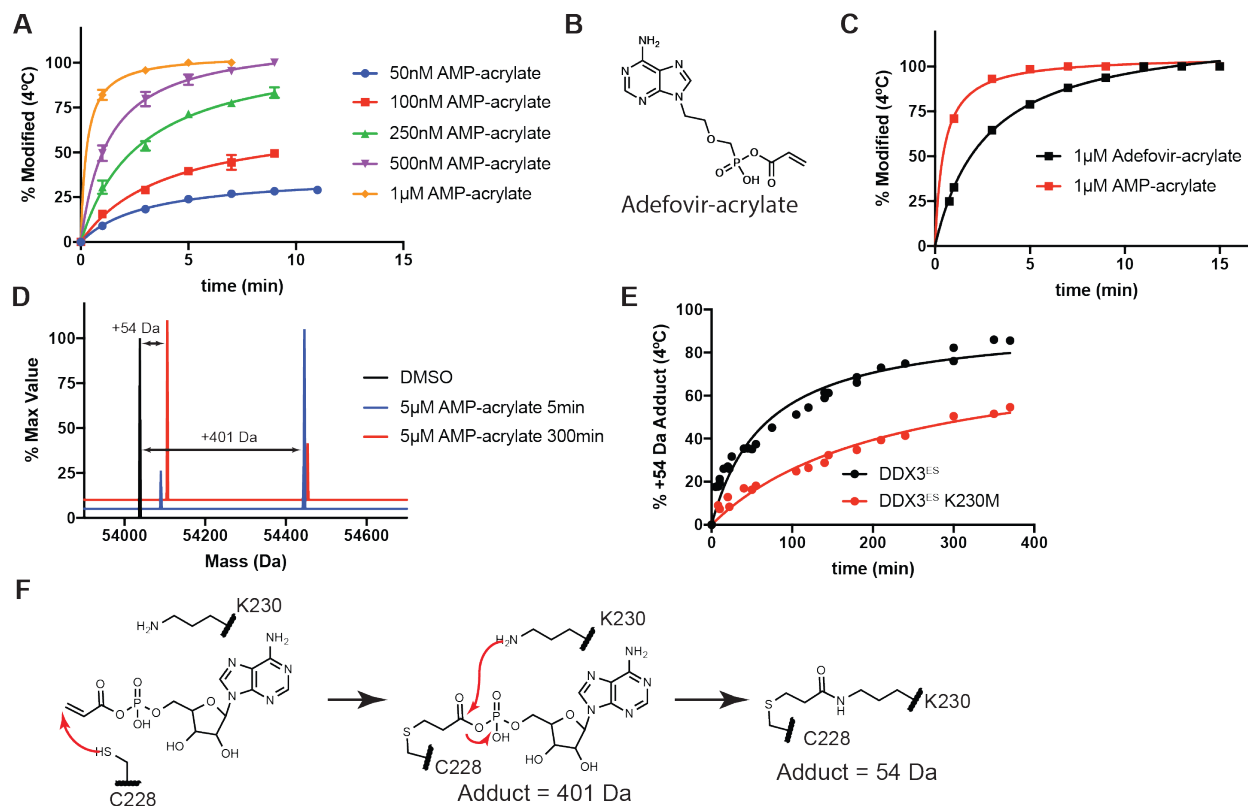 A
% Modified (4ºC)
100
75
50
25
0
0
5
10
15
time (min)
50nM AMP-acrylate
100nM AMP-acrylate
250nM AMP-acrylate
500nM AMP-acrylate
1µM AMP-acrylate
B
NH2
N
N
N
N
O
O
P
O
OH
O
Adefovir-acrylate
C
% Modified (4ºC)
100
75
50
25
0
0
5
10
15
time (min)
1µM Adefovir-acrylate
1µM AMP-acrylate
D
% Max Value
100
75
50
25
0
+54 Da
+401 Da
54000
54200
54400
54600
Mass (Da)
DMSO
5µM AMP-acrylate 5min
5µM AMP-acrylate 300min
E
% +54 Da Adduct (4ºC)
100
80
60
40
20
0
0
100
200
300
400
time (min)
DDX3ES
DDX3ES K230M
F
H2N
K230
NH2
N
N
N
N
O
O
O
P
OH
O
O
HO
OH
HS
C228
H2N
K230
NH2
N
N
N
N
O
O
O
P
OH
O
O
HO
OH
S
C228
Adduct = 401 Da
O
N
H
K230
S
C228
Adduct = 54 Da